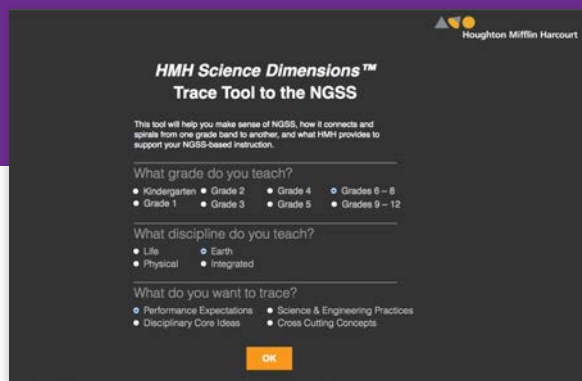 Houghton Mifflin Harcourt
HMH Science Dimensions™
Trace Tool to the NGSS
This tool will help you make sense of NGSS, how it connects and
spirals from one grade band to another, and what HMH provides to
support your NGSS-based instruction.
What grade do you teach?
Kindergarten Grade 2 Grade 4 Grades 6 – 8
Grade 1 Grade 3 Grade 5 Grades 9 – 12
What discipline do you teach?
Life Earth
Physical Integrated
What do you want to trace?
Performance Expectations Science & Engineering Practices
Disciplinary Core Ideas Cross Cutting Concepts
OK